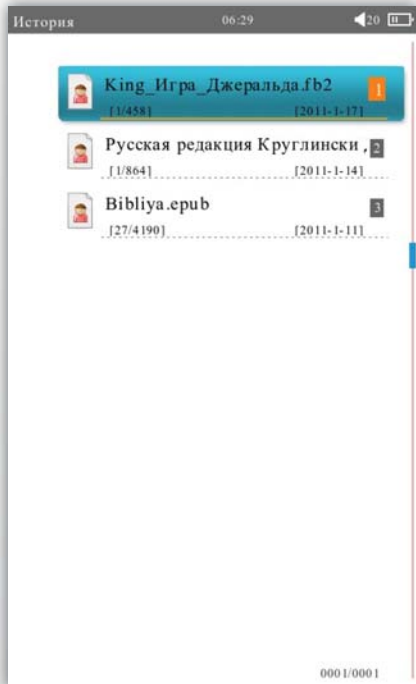 История 06:29 20
King_Игра_Джеральда.fb2 1
[1/458] [2011-1-17]
Русская редакция Круглински , 2
[1/864] [2011-1-14]
Bibliya.epub 3
[27/4190] [2011-1-11]
0001/0001